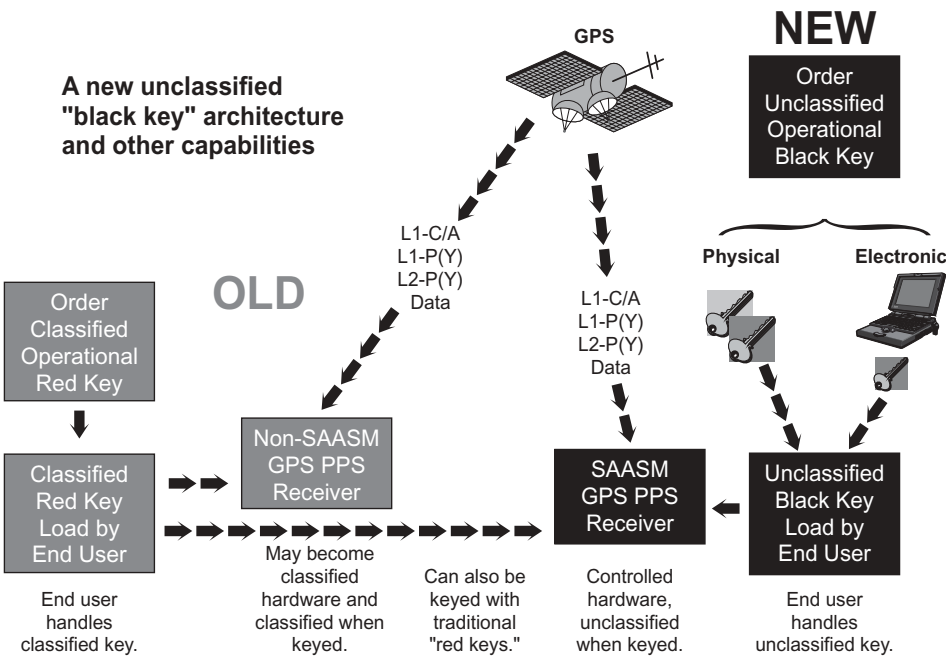 GPS
NEW
A new unclassified
"black key" architecture
and other capabilities
Order
Unclassified
Operational
Black Key
L1-C/A
L1-P(Y)
L2-P(Y)
Data
Physical
Electronic
OLD
Order
Classified
Operational
Red Key
L1-C/A
L1-P(Y)
L2-P(Y)
Data
Non-SAASM
GPS PPS
Receiver
Classified
Red Key
Load by
End User
SAASM
GPS PPS
Receiver
Unclassified
Black Key
Load by
End User
End user
handles
classified key.
May become
classified
hardware and
classified when
keyed.
Can also be
keyed with
traditional
"red keys."
Controlled
hardware,
unclassified
when keyed.
End user
handles
unclassified key.